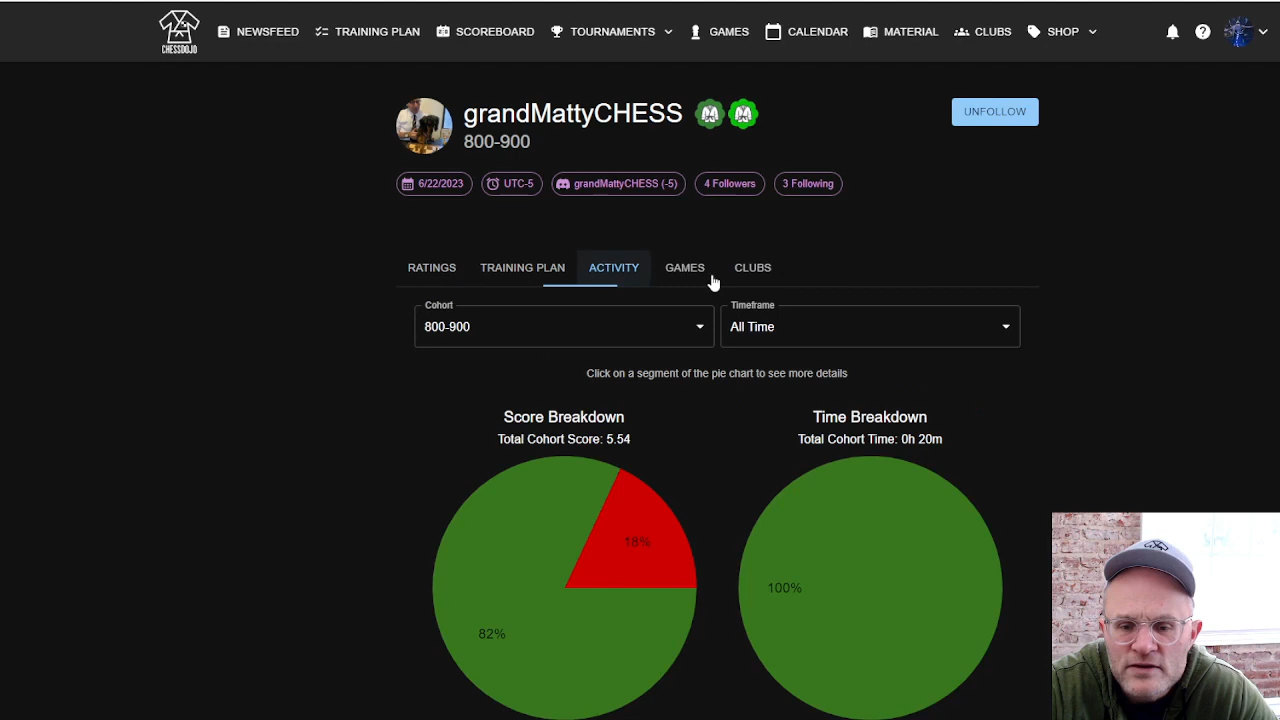 CHESSDOJO
NEWSFEED TRAINING PLAN SCOREBOARD TOURNAMENTS GAMES CALENDAR MATERIAL CLUBS SHOP
grandMattyCHESS
800-900
UNFOLLOW
6/22/2023 UTC-5 grandMattyCHESS (-5) 4 Followers 3 Following
RATINGS TRAINING PLAN ACTIVITY GAMES CLUBS
Cohort Timeframe
800-900 All Time
Click on a segment of the pie chart to see more details
Score Breakdown Time Breakdown
Total Cohort Score: 5.54 Total Cohort Time: 0h 20m
18%
100%
82%